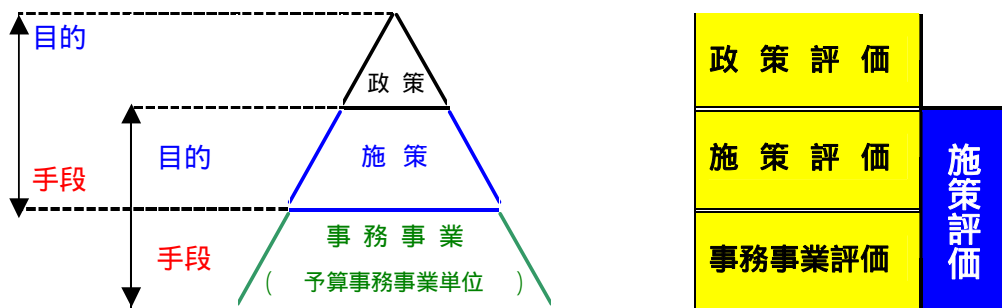 目的
政 策
手段
目的
施 策
手段
事 務 事 業
( 予算事務事業単位 )
政 策 評 価
施 策 評 価
事務事業評価
施策評価